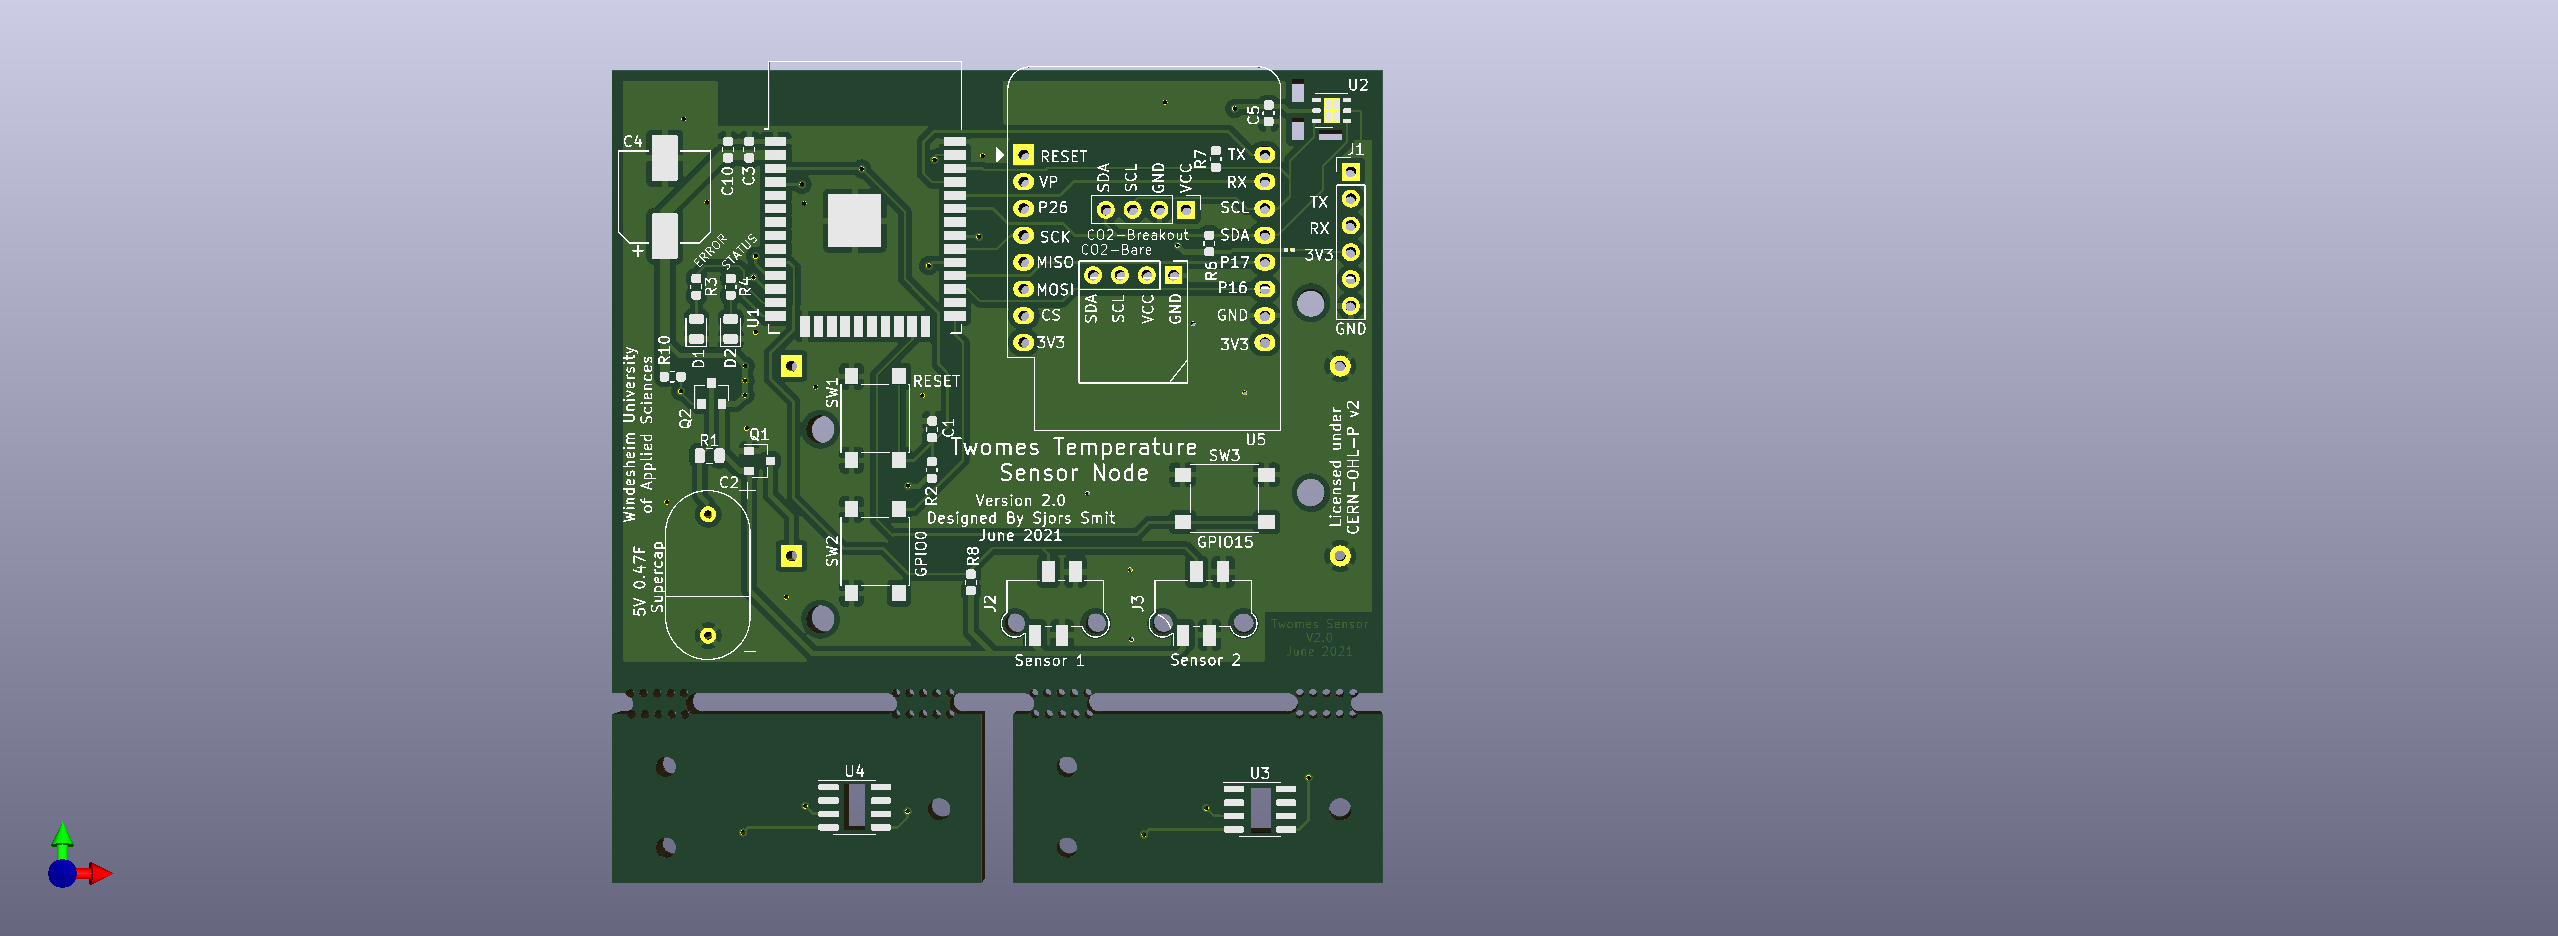 U2
C4
C10
C3
C5
R7
J1
RESET
VP
P26
SCK
MISO
MOSI
CS
3V3
TX
RX
SCL
SDA
P17
P16
GND
3V3
SDA
SCL
GND
VCC
CO2-Breakout
CO2-Bare
SDA
SCL
VCC
GND
R6
TX
RX
3V3
GND
+
ERROR
STATUS
R3
R4
U1
D1
D2
R10
Q2
R1
Q1
C2
Windesheim University
of Applied Sciences
SW1
RESET
C1
R2
Twomes Temperature
Sensor Node
Version 2.0
Designed By Sjors Smit
June 2021
U5
SW3
GPIO15
Licensed under
CERN-OHL-P v2
5V 0.47F
Supercap
SW2
GPIO0
R8
J2
J3
Sensor 1
Sensor 2
Twomes Sensor
V2.0
June 2021
U4
U3